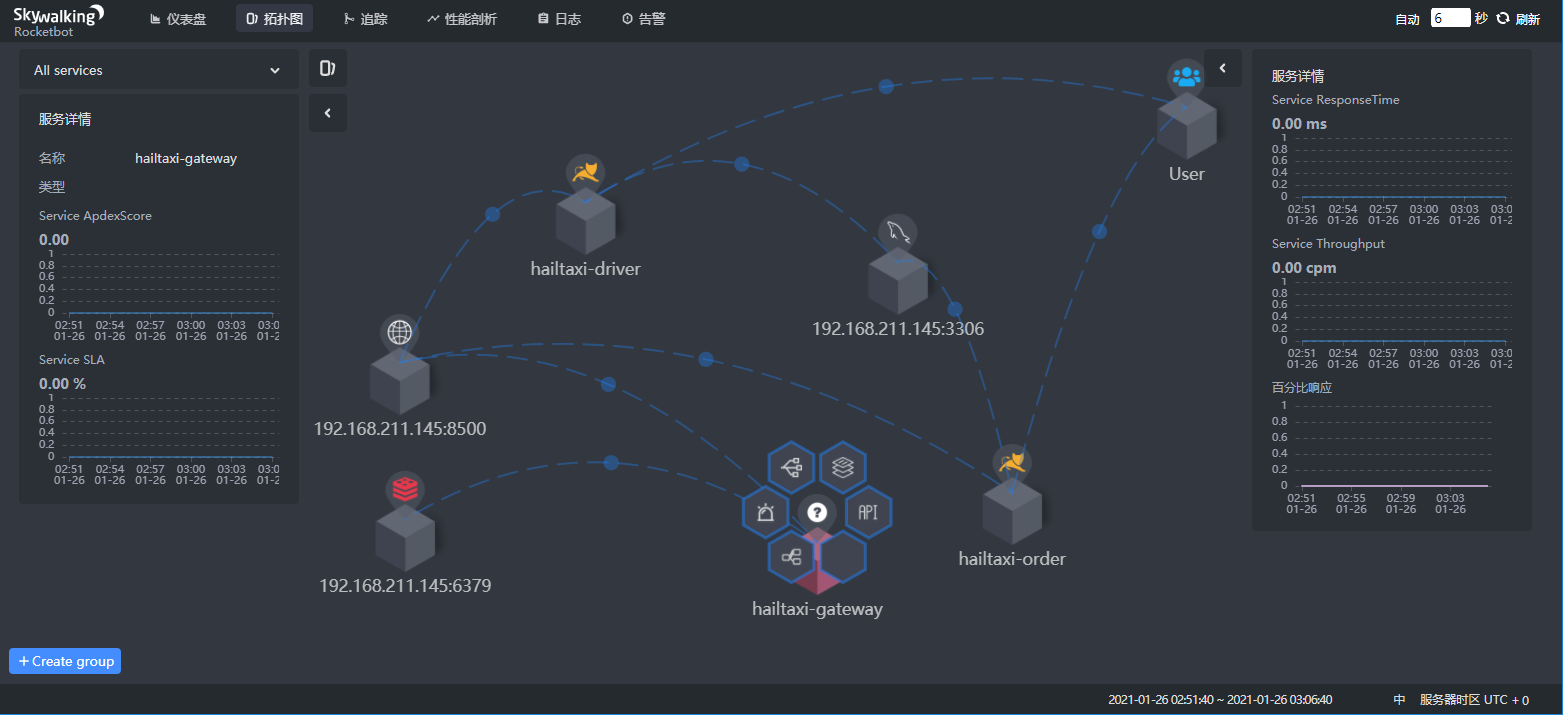 Skywalking
Rocketbot
仪表盘
拓扑图
追踪
性能剖析
日志
告警
自动 6 秒 刷新
All services
服务详情
名称 hailtaxi-gateway
类型
Service ApdexScore
0.00
1
0.8
0.6
0.4
0.2
0
02:51 02:54 02:57 03:00 03:03 03:0
01-26 01-26 01-26 01-26 01-26 01-2
Service SLA
0.00 %
1
0.8
0.6
0.4
0.2
0
02:51 02:54 02:57 03:00 03:03 03:0
01-26 01-26 01-26 01-26 01-26 01-2
User
hailtaxi-driver
192.168.211.145:3306
192.168.211.145:8500
API
hailtaxi-order
192.168.211.145:6379
?
hailtaxi-gateway
服务详情
Service ResponseTime
0.00 ms
1
0.8
0.6
0.4
0.2
0
02:51 02:54 02:57 03:00 03:03 03:0
01-26 01-26 01-26 01-26 01-26 01-2
Service Throughput
0.00 cpm
1
0.8
0.6
0.4
0.2
0
02:51 02:54 02:57 03:00 03:03 03:0
01-26 01-26 01-26 01-26 01-26 01-2
百分比响应
1
0.8
0.6
0.4
0.2
0
02:51 02:55 02:59 03:03
01-26 01-26 01-26 01-26
+ Create group
2021-01-26 02:51:40 ~ 2021-01-26 03:06:40
中 服务器时区 UTC + 0